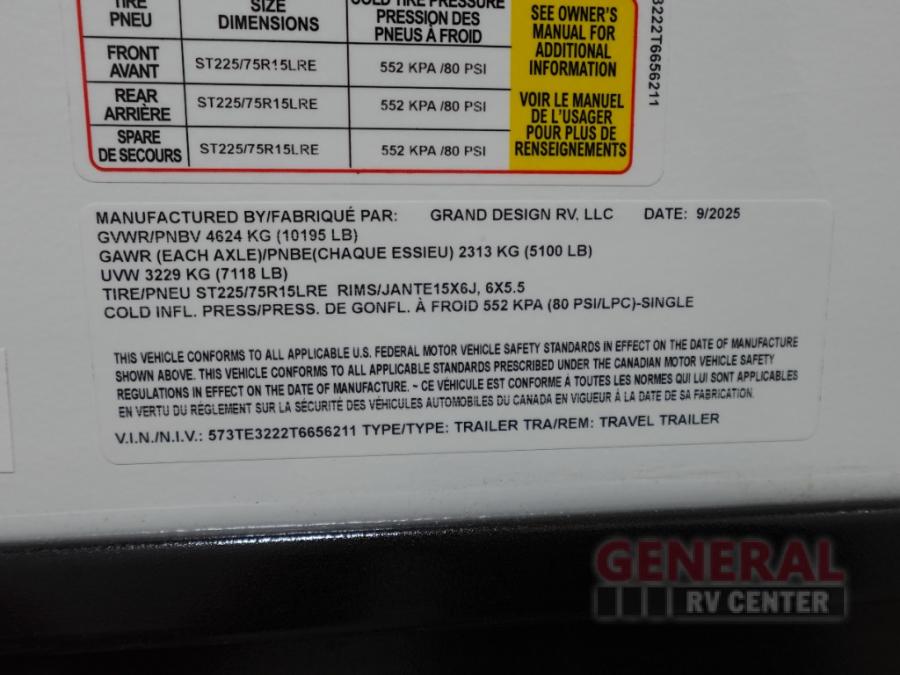 TIRE SIZE COLD TIRE PRESSURE
PNEU DIMENSIONS PRESSION DES
PNEUS À FROID
FRONT
AVANT ST225/75R15LRE 552 KPA /80 PSI
REAR
ARRIÈRE ST225/75R15LRE 552 KPA /80 PSI
SPARE
DE SECOURS ST225/75R15LRE 552 KPA /80 PSI
SEE OWNER'S
MANUAL FOR
ADDITIONAL
INFORMATION
VOIR LE MANUEL
DE L'USAGER
POUR PLUS DE
RENSEIGNEMENTS
222T6656211
MANUFACTURED BY/FABRIQUÉ PAR: GRAND DESIGN RV, LLC DATE: 9/2025
GVWR/PNBV 4624 KG (10195 LB)
GAWR (EACH AXLE)/PNBE(CHAQUE ESSIEU) 2313 KG (5100 LB)
UVW 3229 KG (7118 LB)
TIRE/PNEU ST225/75R15LRE RIMS/JANTE15X6J, 6X5.5
COLD INFL. PRESS/PRESS. DE GONFL. À FROID 552 KPA (80 PSI/LPC)-SINGLE
THIS VEHICLE CONFORMS TO ALL APPLICABLE U.S. FEDERAL MOTOR VEHICLE SAFETY STANDARDS IN EFFECT ON THE DATE OF MANUFACTURE
SHOWN ABOVE. THIS VEHICLE CONFORMS TO ALL APPLICABLE STANDARDS PRESCRIBED UNDER THE CANADIAN MOTOR VEHICLE SAFETY
REGULATIONS IN EFFECT ON THE DATE OF MANUFACTURE. ~ CE VÉHICULE EST CONFORME À TOUTES LES NORMES QUI LUI SONT APPLICABLES
EN VERTU DU RÈGLEMENT SUR LA SÉCURITÉ DES VÉHICULES AUTOMOBILES DU CANADA EN VIGUEUR À LA DATE DE SA FABRICATION.
V.I.N./N.I.V.: 573TE3222T6656211 TYPE/TYPE: TRAILER TRA/REM: TRAVEL TRAILER
GENERAL
RV CENTER